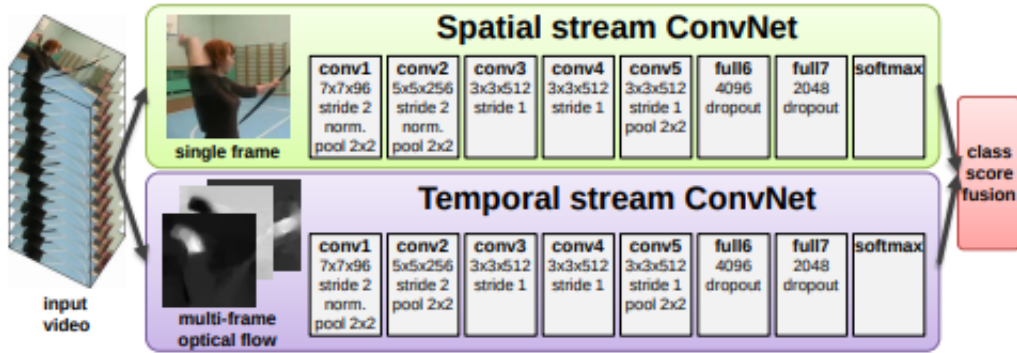 Spatial stream ConvNet
conv1
7x7x96
stride 2
norm.
pool 2x2
conv2
5x5x256
stride 2
norm.
pool 2x2
conv3
3x3x512
stride 1
conv4
3x3x512
stride 1
conv5
3x3x512
stride 1
pool 2x2
full6
4096
dropout
full7
2048
dropout
softmax
single frame
Temporal stream ConvNet
conv1
7x7x96
stride 2
norm.
pool 2x2
conv2
5x5x256
stride 2
pool 2x2
conv3
3x3x512
stride 1
conv4
3x3x512
stride 1
conv5
3x3x512
stride 1
pool 2x2
full6
4096
dropout
full7
2048
dropout
softmax
multi-frame
optical flow
input
video
class
score
fusion